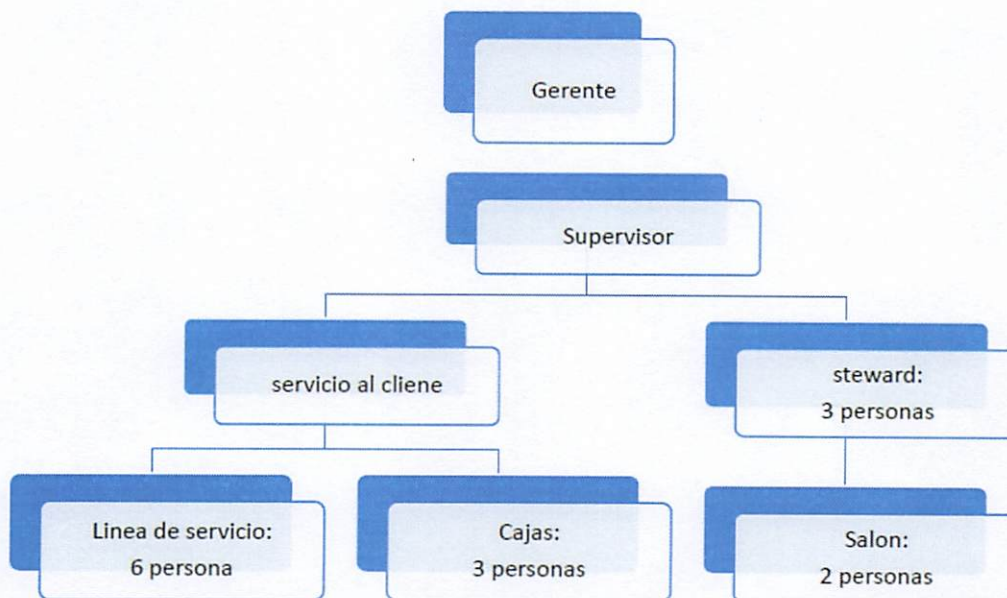 Gerente
Supervisor
servicio al cliene
steward:
3 personas
Linea de servicio:
6 persona
Cajas:
3 personas
Salon:
2 personas